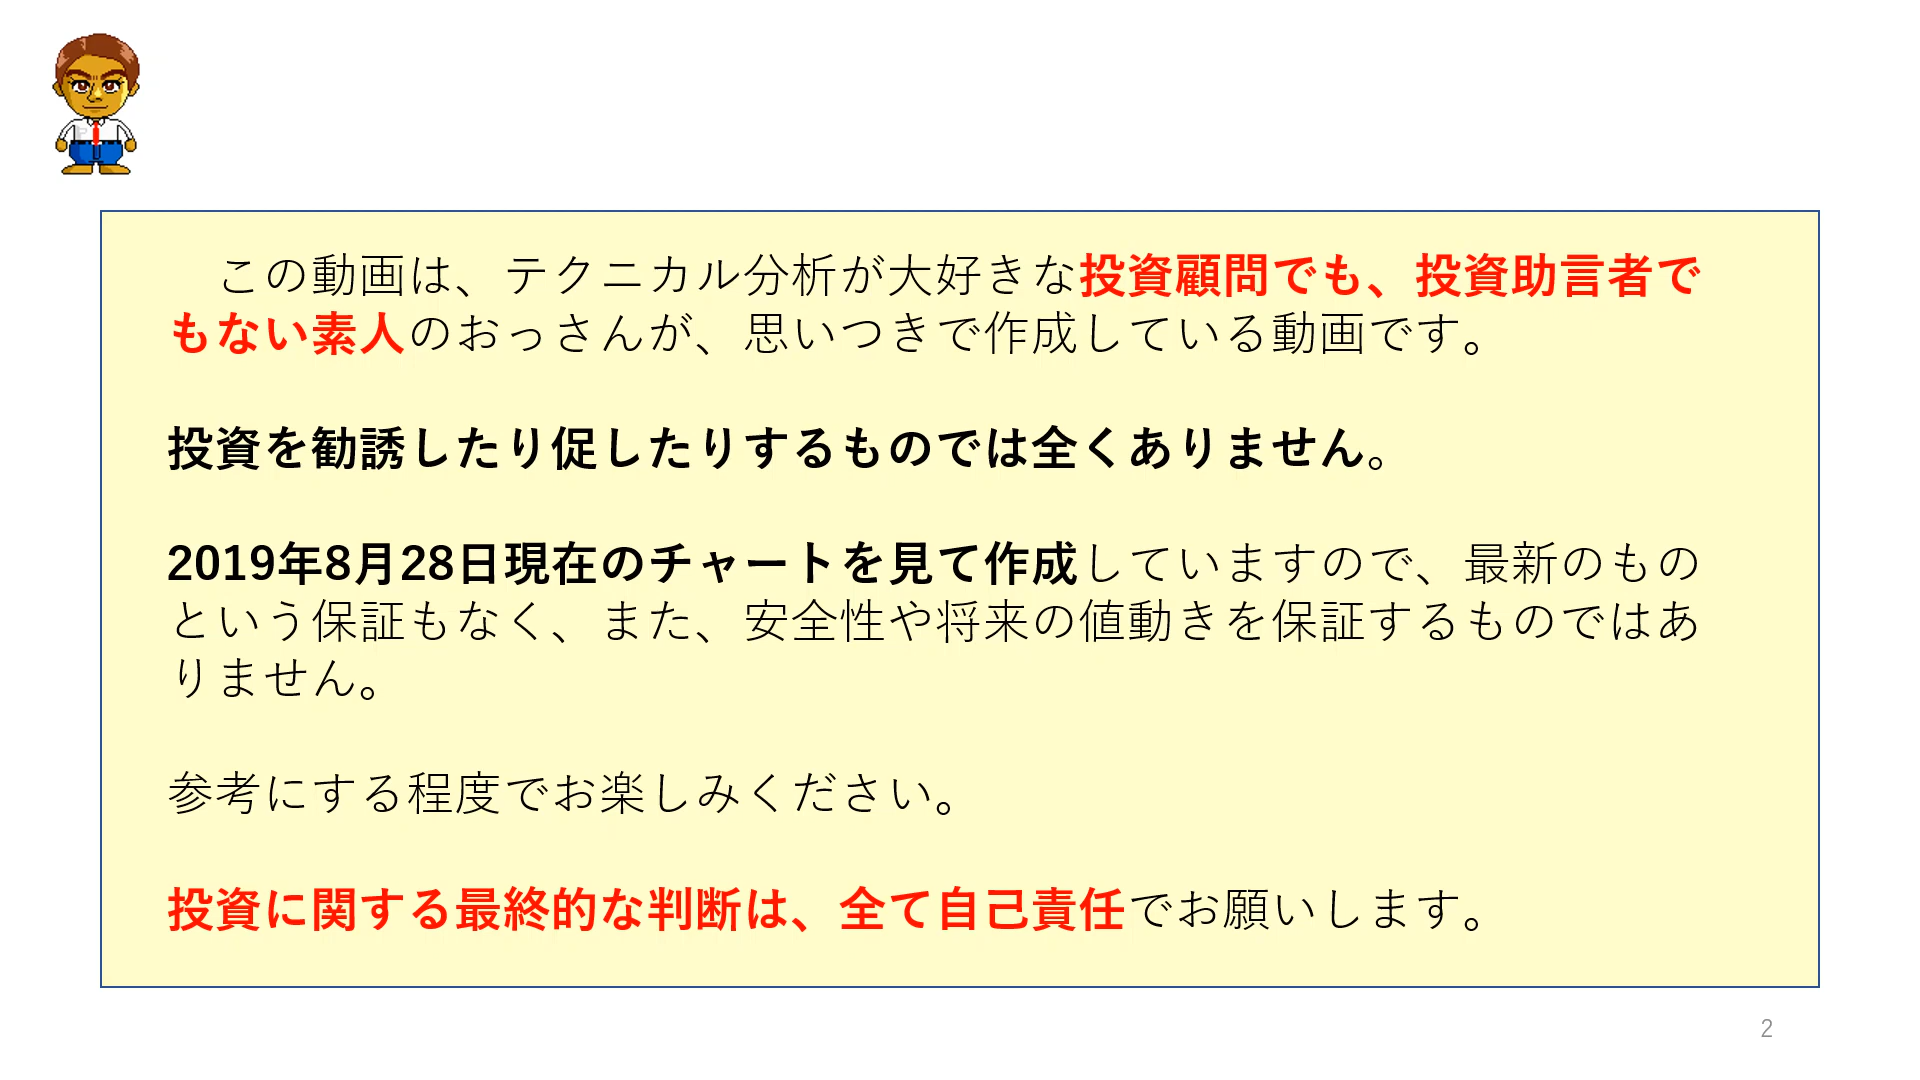 この動画は、テクニカル分析が大好きな投資顧問でも、投資助言者で
もない素人のおっさんが、思いつきで作成している動画です。
投資を勧誘したり促したりするものでは全くありません。
2019年8月28日現在のチャートを見て作成していますので、最新のもの
という保証もなく、また、安全性や将来の値動きを保証するものではあ
りません。
参考にする程度でお楽しみください。
投資に関する最終的な判断は、全て自己責任でお願いします。
2